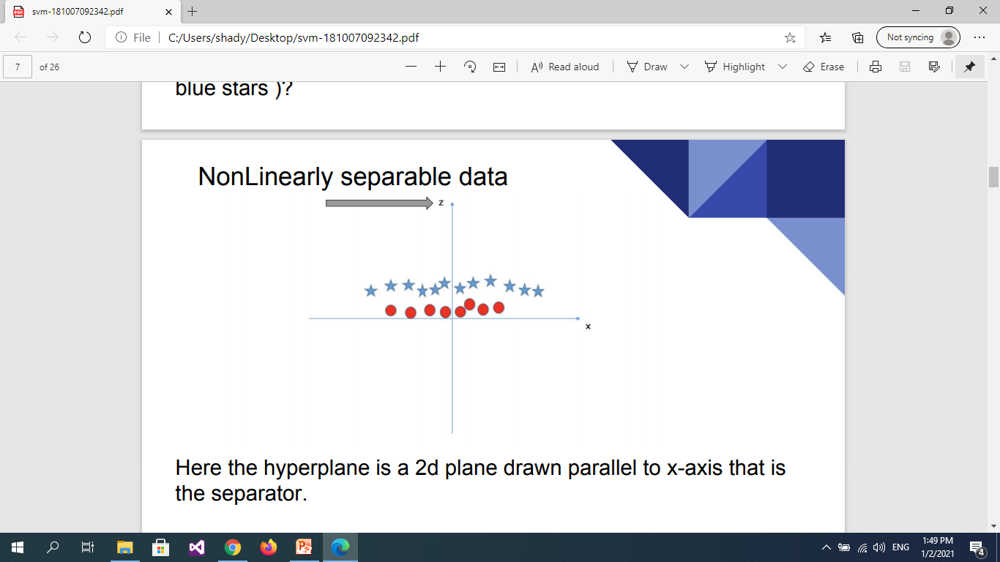 svm-181007092342.pdf
File
C:/Users/shady/Desktop/svm-181007092342.pdf
Not syncing
7 of 26
Read aloud
Draw
Highlight
Erase
blue stars )?
NonLinearly separable data
z
x
Here the hyperplane is a 2d plane drawn parallel to x-axis that is
the separator.
ENG
1:49 PM
1/2/2021
4